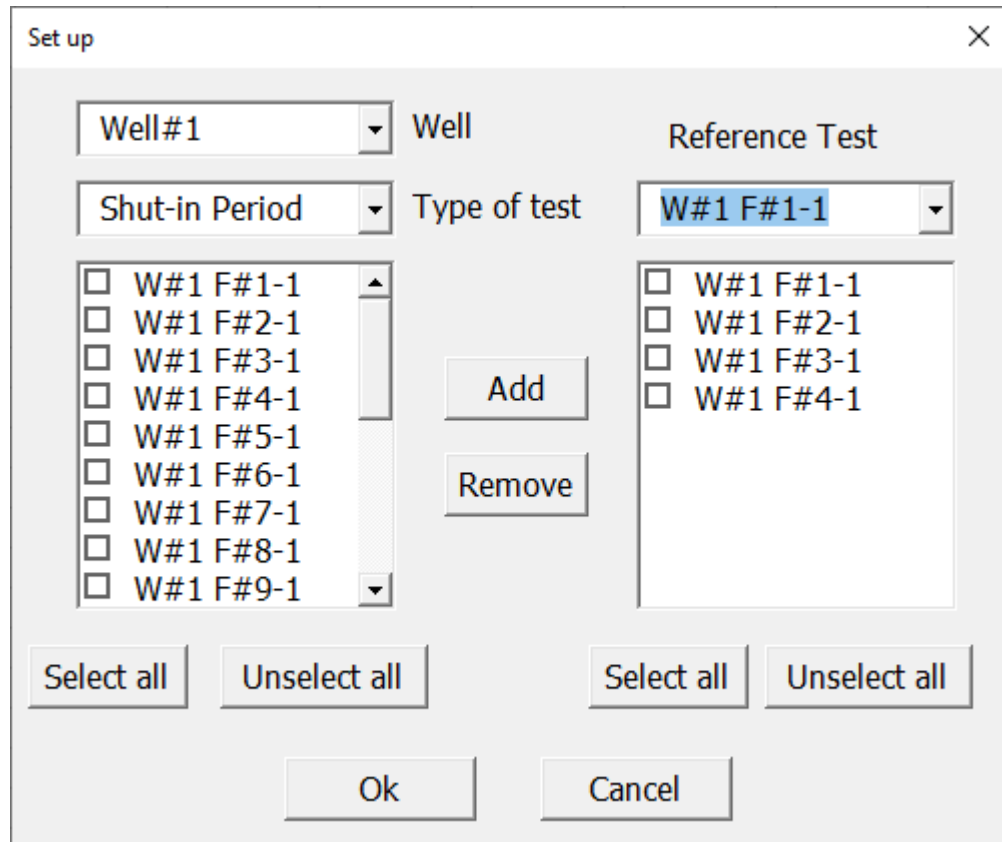 Set up
Well#1 Well
Reference Test
Shut-in Period Type of test W#1 F#1-1
W#1 F#1-1 W#1 F#1-1
W#1 F#2-1 W#1 F#2-1
W#1 F#3-1 W#1 F#3-1
W#1 F#4-1 W#1 F#4-1
W#1 F#5-1
W#1 F#6-1
W#1 F#7-1
W#1 F#8-1
W#1 F#9-1
Add
Remove
Select all Unselect all Select all Unselect all
Ok Cancel